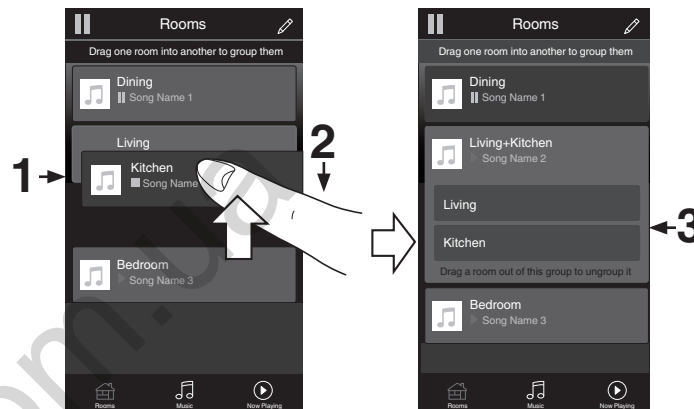 Rooms
Drag one room into another to group them
Dining
Song Name 1
Living
Kitchen
Song Name
Bedroom
Song Name 3
Rooms
Music
Now Playing
1
2
Rooms
Drag one room into another to group them
Dining
Song Name 1
Living+Kitchen
Song Name 2
Living
Kitchen
Drag a room out of this group to ungroup it
Bedroom
Song Name 3
Rooms
Music
Now Playing
3
om.ua